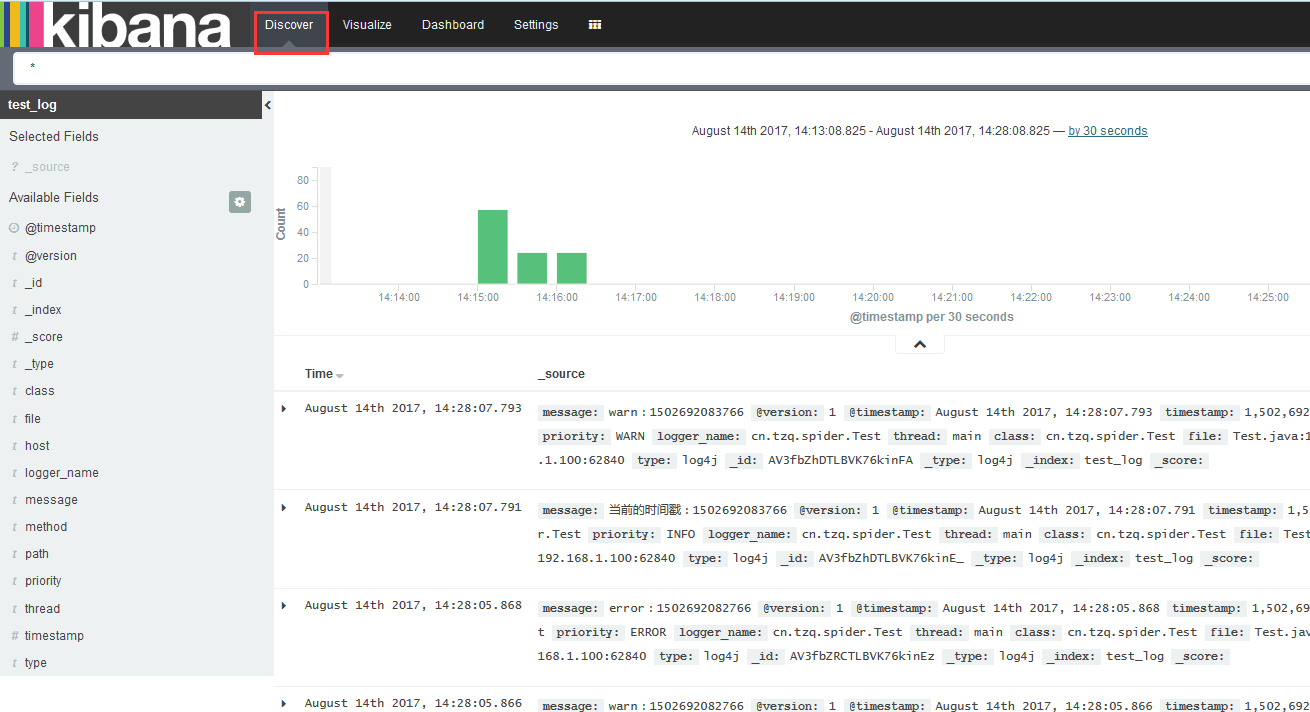 kibana Discover Visualize Dashboard Settings
*
test_log
Selected Fields
? _source
Available Fields
@timestamp
t @version
t _id
t _index
# _score
t _type
t class
t file
t host
t logger_name
t message
t method
t path
t priority
t thread
# timestamp
t type
August 14th 2017, 14:13:08.825 - August 14th 2017, 14:28:08.825 — by 30 seconds
Count
80
60
40
20
0
14:14:00 14:15:00 14:16:00 14:17:00 14:18:00 14:19:00 14:20:00 14:21:00 14:22:00 14:23:00 14:24:00 14:25:00
@timestamp per 30 seconds
Time _source
August 14th 2017, 14:28:07.793 message: warn：1502692083766 @version: 1 @timestamp: August 14th 2017, 14:28:07.793 timestamp: 1,502,692
priority: WARN logger_name: cn.tzq.spider.Test thread: main class: cn.tzq.spider.Test file: Test.java:1
.1.100:62840 type: log4j _id: AV3fbZhDTLBVK76kinFA _type: log4j _index: test_log _score:
August 14th 2017, 14:28:07.791 message: 当前的时间戳：1502692083766 @version: 1 @timestamp: August 14th 2017, 14:28:07.791 timestamp: 1,5
r.Test priority: INFO logger_name: cn.tzq.spider.Test thread: main class: cn.tzq.spider.Test file: Test
192.168.1.100:62840 type: log4j _id: AV3fbZhDTLBVK76kinE_ _type: log4j _index: test_log _score:
August 14th 2017, 14:28:05.868 message: error：1502692082766 @version: 1 @timestamp: August 14th 2017, 14:28:05.868 timestamp: 1,502,69
t priority: ERROR logger_name: cn.tzq.spider.Test thread: main class: cn.tzq.spider.Test file: Test.j
168.1.100:62840 type: log4j _id: AV3fbZRCTLBVK76kinEz _type: log4j _index: test_log _score:
August 14th 2017, 14:28:05.866 message: warn：1502692082766 @version: 1 @timestamp: August 14th 2017, 14:28:05.866 timestamp: 1,502,692